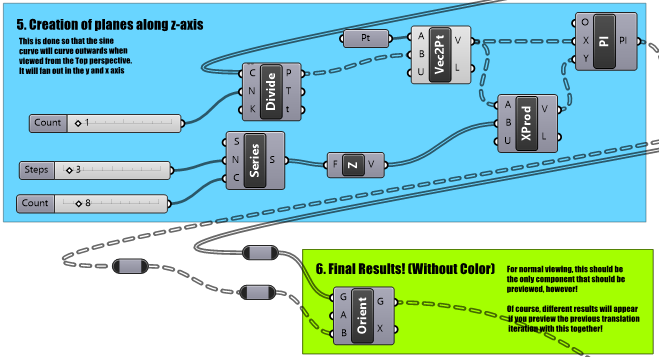 5. Creation of planes along z-axis
This is done so that the sine
curve will curve outwards when
viewed from the Top perspective.
It will fan out in the y and x axis
Pt
A
B
U
Vec2Pt
V
L
O
X
Y
Pl
Pl
C
N
K
Divide
P
T
t
Count
1
A
B
U
XProd
V
L
S
N
C
Series
S
F
Z
V
Steps
3
Count
8
6. Final Results! (Without Color)
For normal viewing, this should be
the only component that should be
previewed, however!
Of course, different results will appear
if you preview the previous translation
iteration with this together!
G
A
B
Orient
G
X